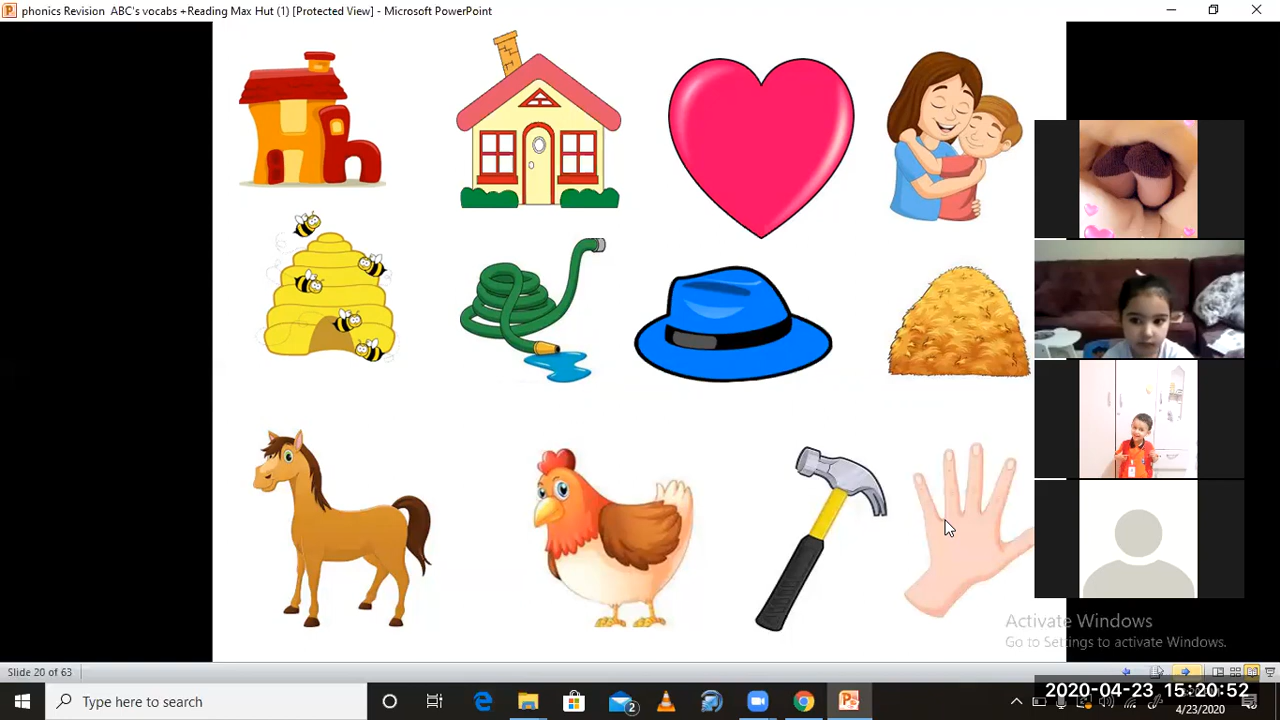 phonics Revision ABC's vocabs +Reading Max Hut (1) [Protected View] - Microsoft PowerPoint
h
Activate Windows
Go to Settings to activate Windows.
Slide 20 of 63
2020-04-23 15:20:52
Type here to search
2
4/23/2020